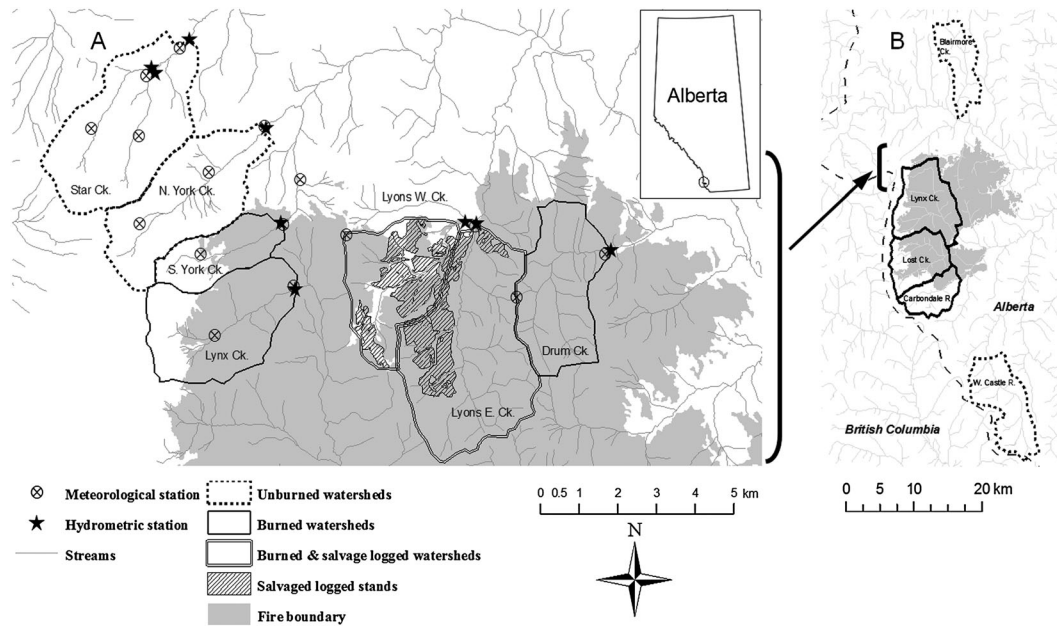 A
Alberta
Star Ck.
N. York Ck.
S. York Ck.
Lynx Ck.
Lyons W. Ck.
Lyons E. Ck.
Drum Ck.
B
Blairmore
Ck.
Lynx Ck.
Lost Ck.
Carbondale R.
Alberta
W. Castle R.
British Columbia
Meteorological station
Hydrometric station
Streams
Unburned watersheds
Burned watersheds
Burned & salvage logged watersheds
Salvaged logged stands
Fire boundary
0 0.5 1 2 3 4 5 km
N
0 5 10 20 km